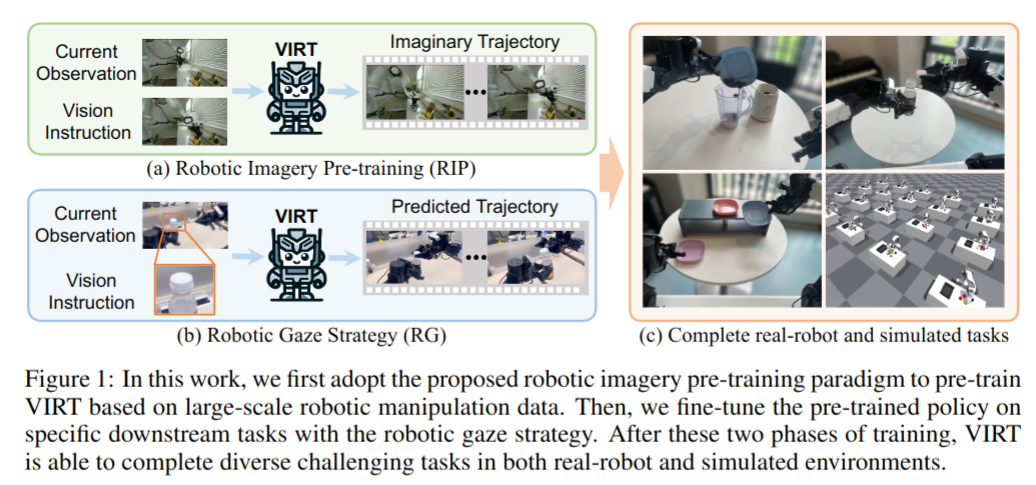 Current
Observation
Vision
Instruction
VIRT
Imaginary Trajectory
(a) Robotic Imagery Pre-training (RIP)
Current
Observation
Vision
Instruction
VIRT
Predicted Trajectory
(b) Robotic Gaze Strategy (RG)
(c) Complete real-robot and simulated tasks
Figure 1: In this work, we first adopt the proposed robotic imagery pre-training paradigm to pre-train
VIRT based on large-scale robotic manipulation data. Then, we fine-tune the pre-trained policy on
specific downstream tasks with the robotic gaze strategy. After these two phases of training, VIRT
is able to complete diverse challenging tasks in both real-robot and simulated environments.